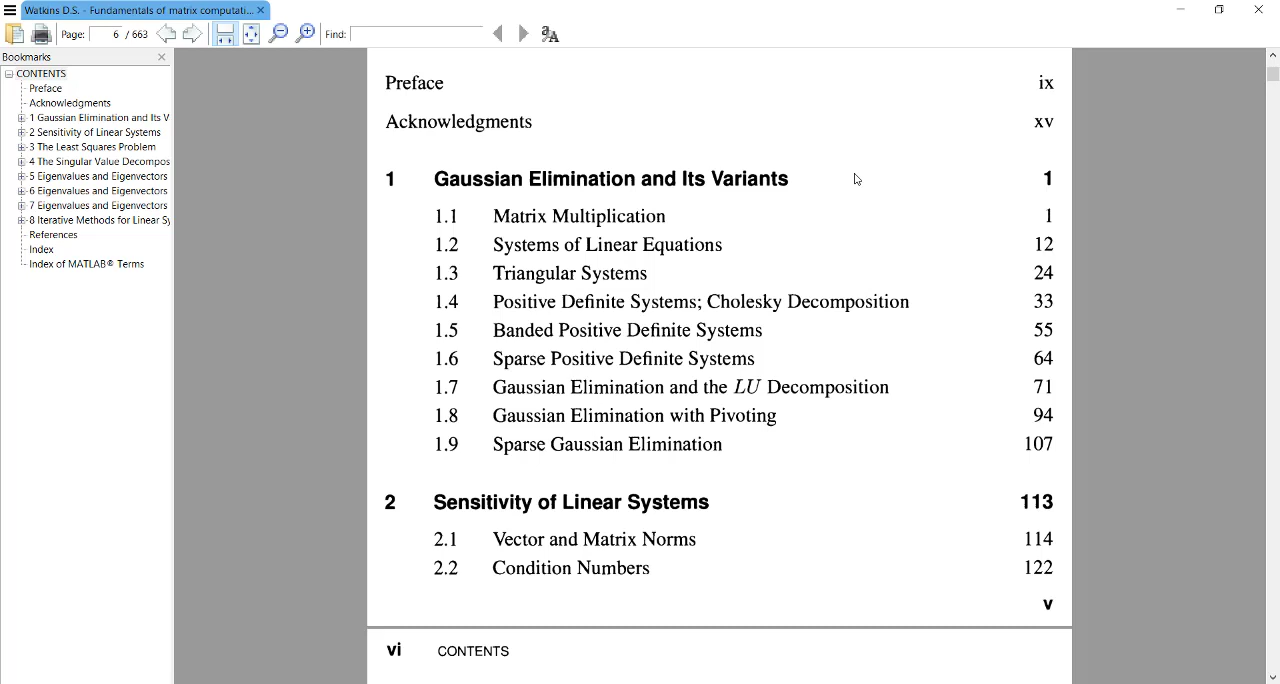 Watkins D.S. - Fundamentals of matrix computati...
Page: 6 / 663 Find:
Bookmarks
CONTENTS
Preface
Acknowledgments
1 Gaussian Elimination and Its V
2 Sensitivity of Linear Systems
3 The Least Squares Problem
4 The Singular Value Decompos
5 Eigenvalues and Eigenvectors
6 Eigenvalues and Eigenvectors
7 Eigenvalues and Eigenvectors
8 Iterative Methods for Linear Sy
References
Index
Index of MATLAB® Terms
Preface ix
Acknowledgments xv
1 Gaussian Elimination and Its Variants 1
1.1 Matrix Multiplication 1
1.2 Systems of Linear Equations 12
1.3 Triangular Systems 24
1.4 Positive Definite Systems; Cholesky Decomposition 33
1.5 Banded Positive Definite Systems 55
1.6 Sparse Positive Definite Systems 64
1.7 Gaussian Elimination and the LU Decomposition 71
1.8 Gaussian Elimination with Pivoting 94
1.9 Sparse Gaussian Elimination 107
2 Sensitivity of Linear Systems 113
2.1 Vector and Matrix Norms 114
2.2 Condition Numbers 122
v
vi CONTENTS